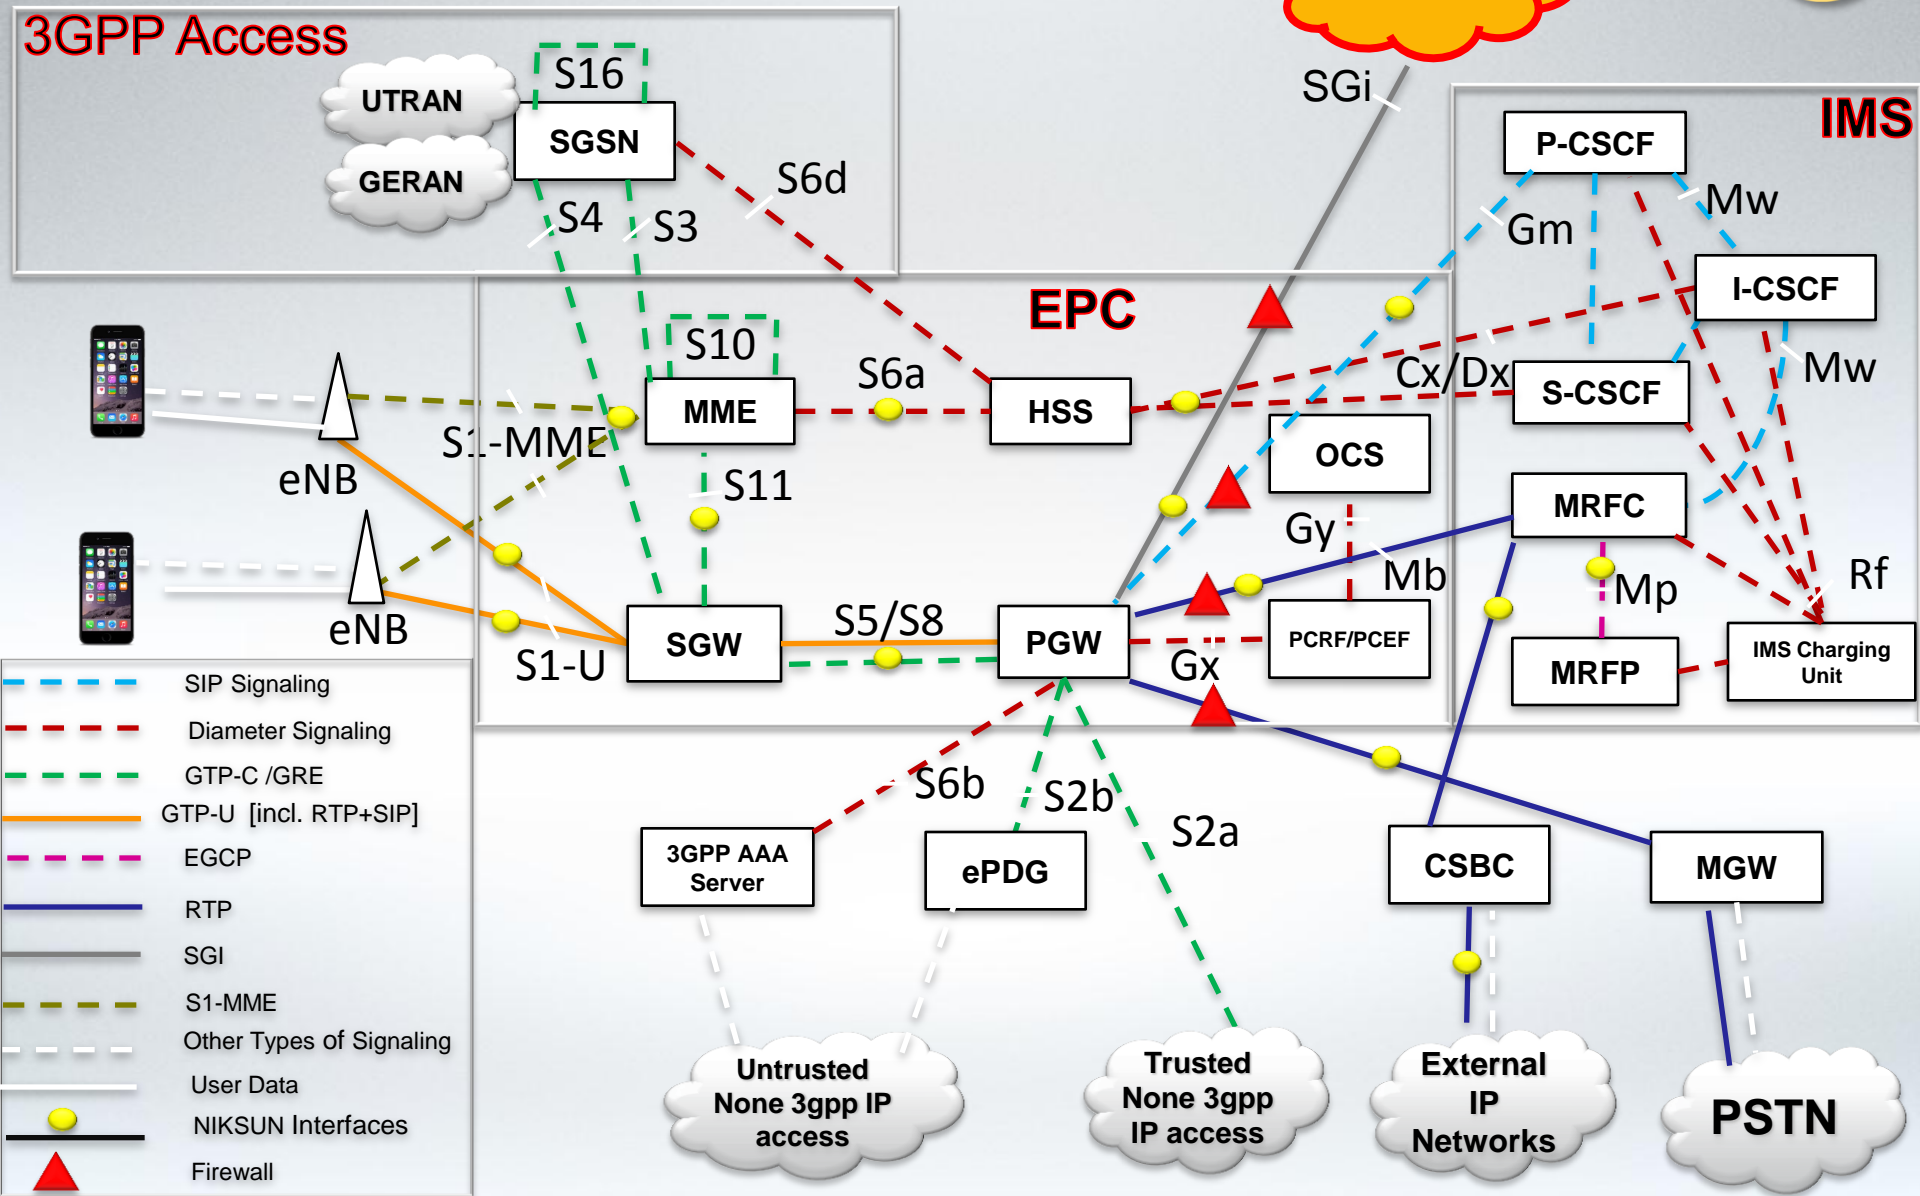 3GPP Access
UTRAN
GERAN
S16
SGSN
S6d
S4
S3
SGi
IMS
P-CSCF
Mw
Gm
I-CSCF
EPC
S10
S6a
MME
HSS
Cx/Dx
Mw
S-CSCF
S1-MME
OCS
eNB
S11
MRFC
Gy
Mb
Mp
Rf
eNB
S5/S8
SGW
PGW
PCRF/PCEF
S1-U
Gx
MRFP
IMS Charging
Unit
SIP Signaling
Diameter Signaling
GTP-C /GRE
GTP-U [incl. RTP+SIP]
EGCP
RTP
SGI
S1-MME
Other Types of Signaling
User Data
NIKSUN Interfaces
Firewall
S6b
S2b
S2a
3GPP AAA
Server
ePDG
CSBC
MGW
Untrusted
None 3gpp IP
access
Trusted
None 3gpp
IP access
External
IP
Networks
PSTN